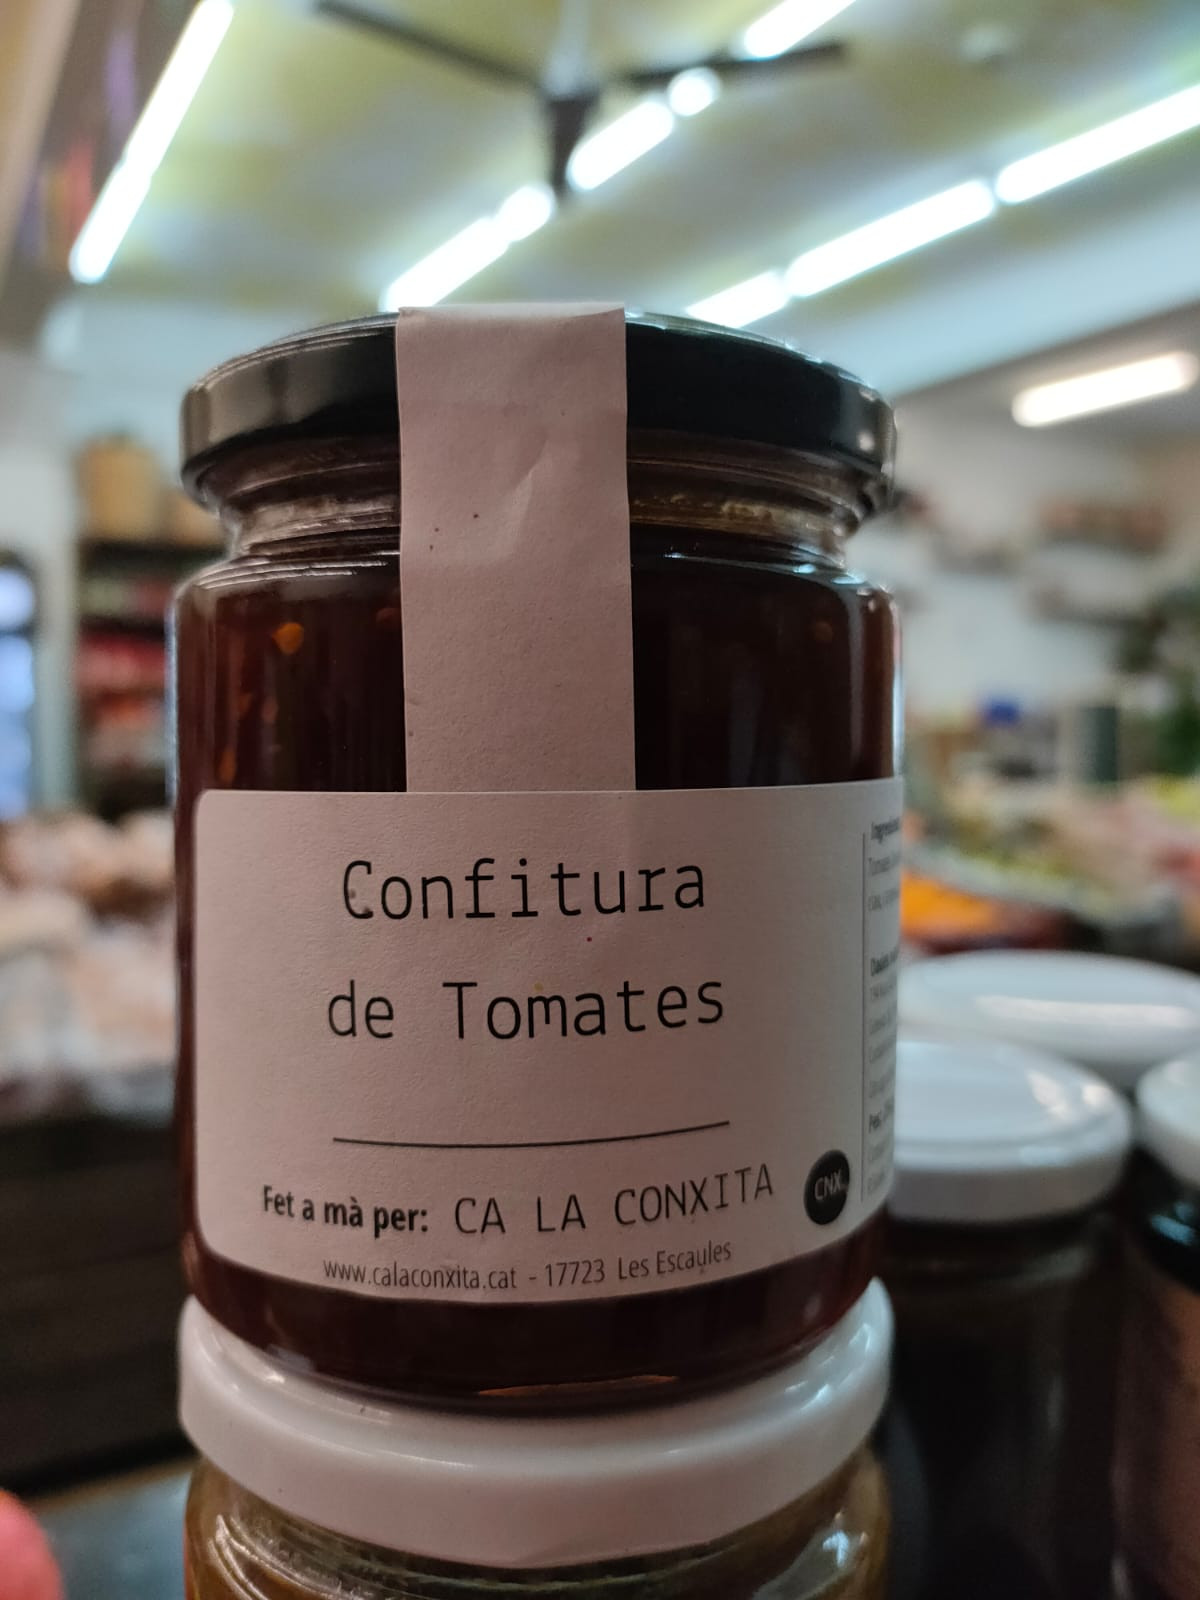 Confitura
de Tomates
Fet a mà per: CA LA CONXITA
www.calaconxita.cat - 17723 Les Escaules
CNX